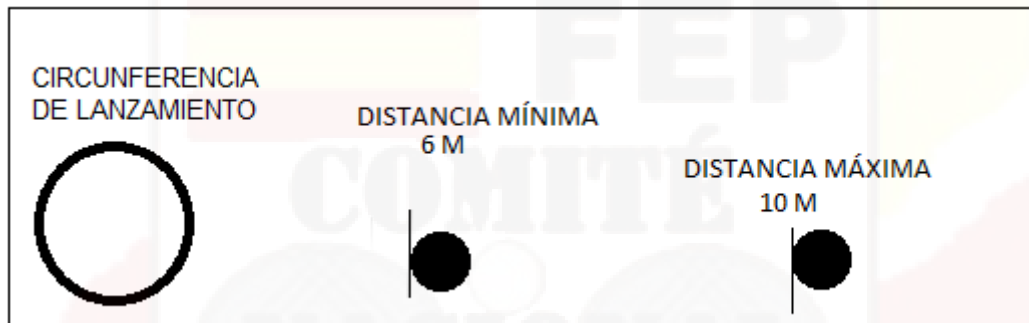 FEP
CIRCUNFERENCIA
DE LANZAMIENTO
DISTANCIA MÍNIMA
6 M
COMITÉ
DISTANCIA MÁXIMA
10 M